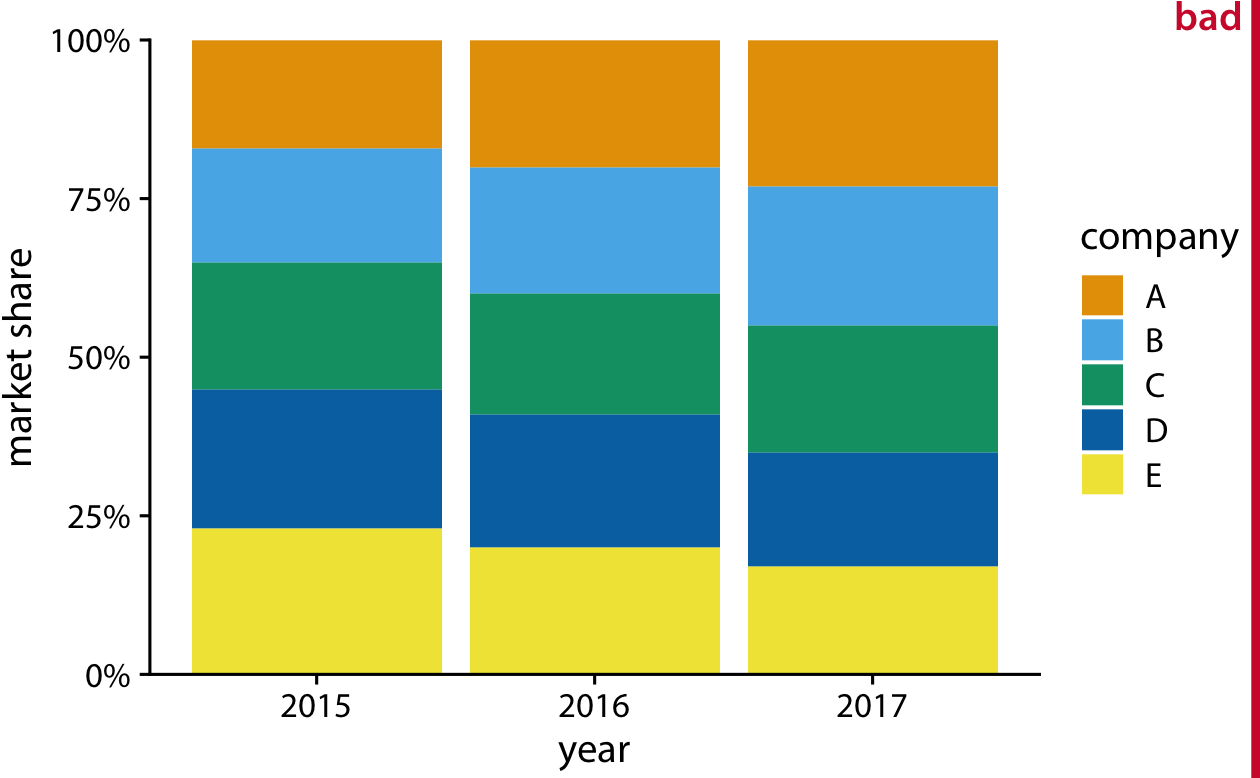 bad
100%
75%
50%
25%
0%
market share
2015 2016 2017
year
company
A
B
C
D
E